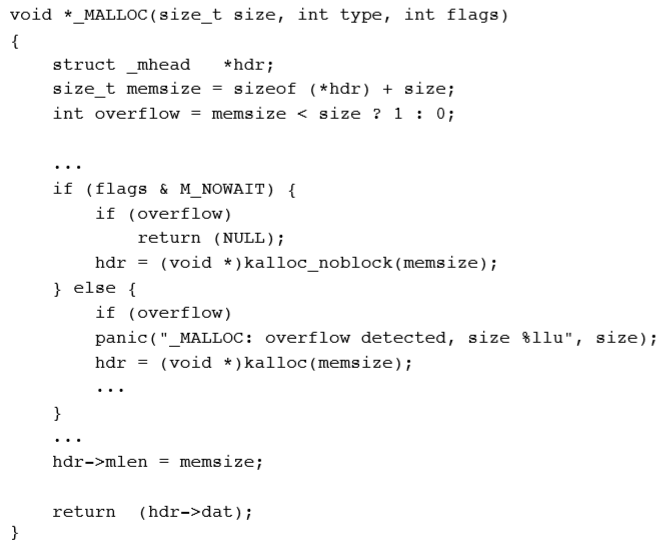 void *_MALLOC(size_t size, int type, int flags)
{
    struct _mhead   *hdr;
    size_t memsize = sizeof (*hdr) + size;
    int overflow = memsize < size ? 1 : 0;

    ...
    if (flags & M_NOWAIT) {
        if (overflow)
            return (NULL);
        hdr = (void *)kalloc_noblock(memsize);
    } else {
        if (overflow)
        panic("_MALLOC: overflow detected, size %llu", size);
        hdr = (void *)kalloc(memsize);
        ...
    }
    ...
    hdr->mlen = memsize;

    return  (hdr->dat);
}